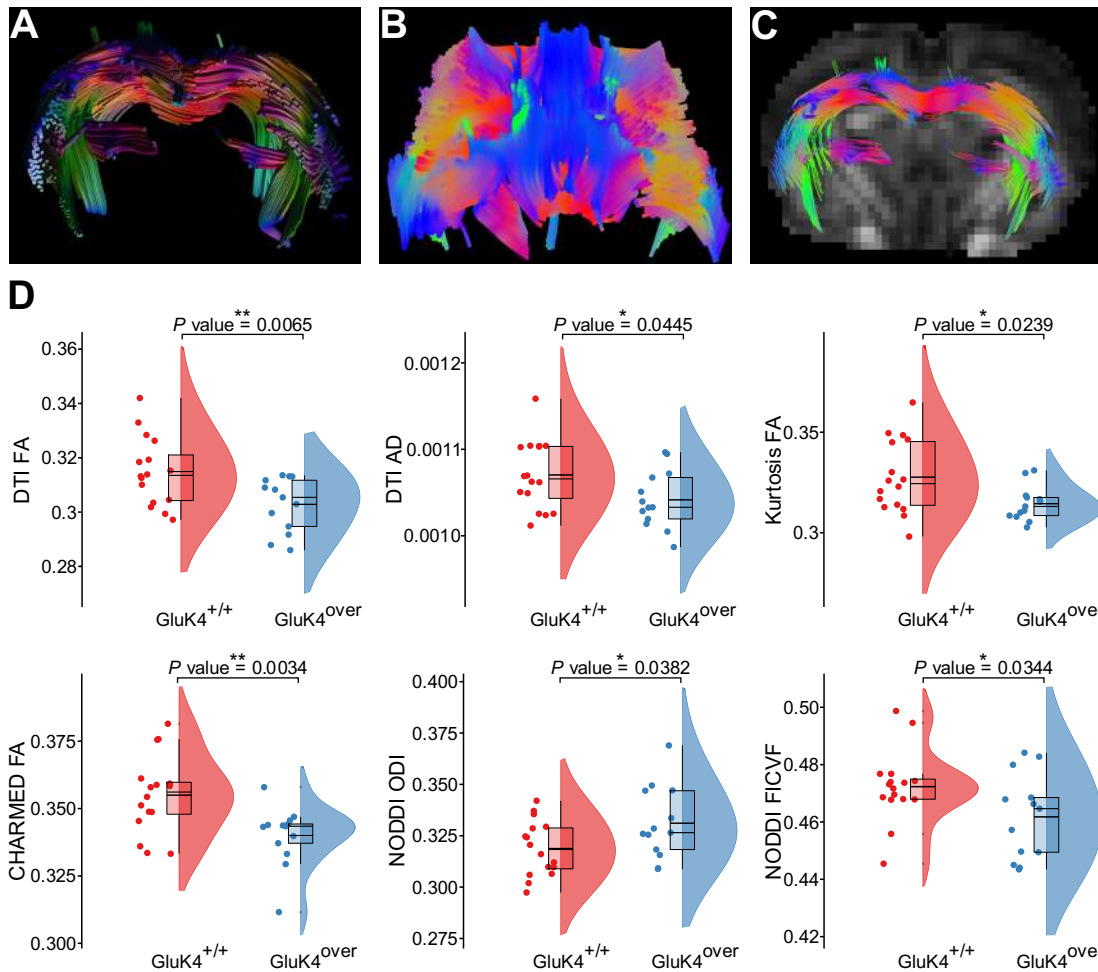 A
B
C
D
**
P value = 0.0065
DTI FA
0.36
0.34
0.32
0.3
0.28
GluK4+/+
GluK4over
*
P value = 0.0445
DTI AD
0.0012
0.0011
0.0010
GluK4+/+
GluK4over
*
P value = 0.0239
Kurtosis FA
0.35
0.3
GluK4+/+
GluK4ove
**
P value = 0.0034
CHARMED FA
0.375
0.350
0.325
0.300
GluK4+/+
GluK4over
*
P value = 0.0382
NODDI ODI
0.400
0.375
0.350
0.325
0.300
0.275
GluK4+/+
GluK4over
*
P value = 0.0344
NODDI FICVF
0.50
0.48
0.46
0.44
0.42
GluK4+/+
GluK4ove